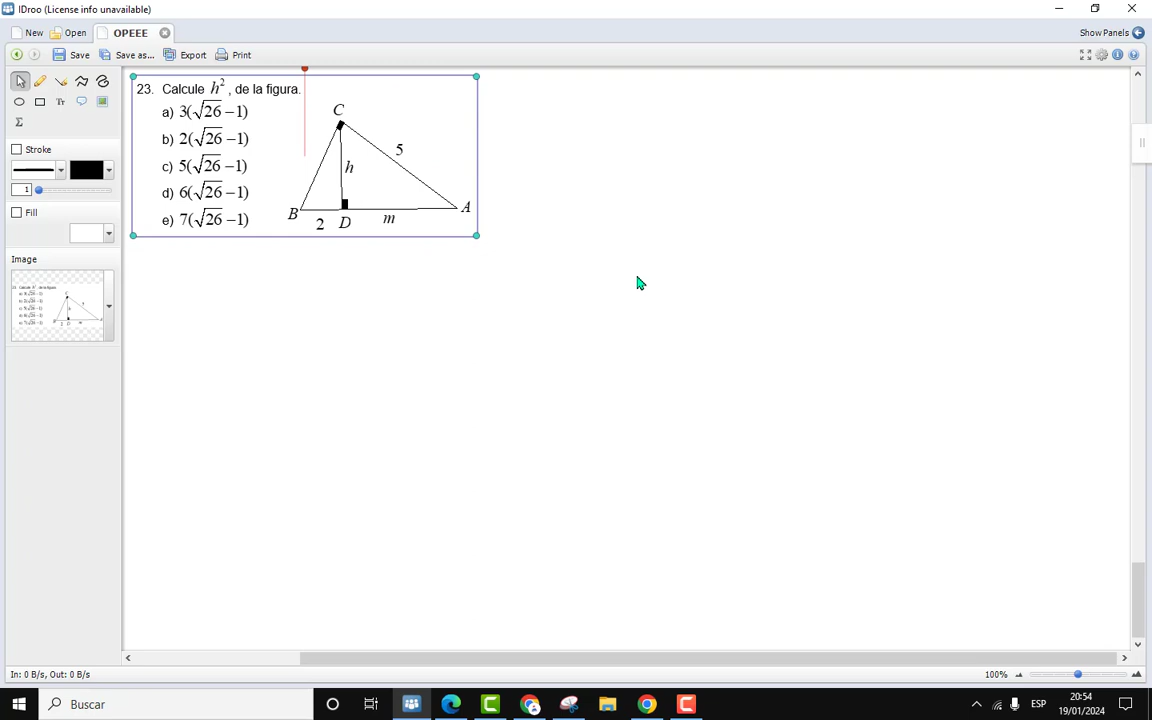 IDroo (License info unavailable)
New Open OPEEE Show Panels
Save Save as... Export Print
23. Calcule h², de la figura.
a) 3(√26 −1)
b) 2(√26 −1)
c) 5(√26 −1)
d) 6(√26 −1)
e) 7(√26 −1)
C
5
h
B
2
D
m
A
Tr
Σ
Stroke
1
Fill
Image
In: 0 B/s, Out: 0 B/s 100%
Buscar
ESP
20:54
19/01/2024